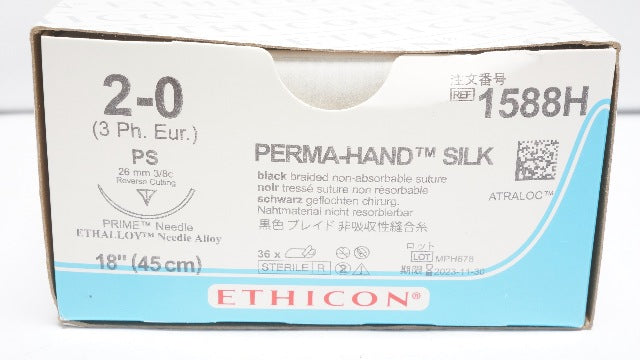 2-0
(3 Ph. Eur.)
PS
26 mm 3/8c
Reverse Cutting
PRIME™ Needle
ETHALLOY™ Needle Alloy
18" (45 cm)
PERMA-HAND™ SILK
black braided non-absorbable suture
noir tressé suture non resorbable
schwarz geflochten chirurg.
Nahtmaterial nicht resorbierbar
黒色 ブレイド 非吸収性縫合糸
36 x
STERILE R
注文番号
REF 1588H
ATRALOC™
ロット
LOT MPH878
期限 2023-11-30
ETHICON®